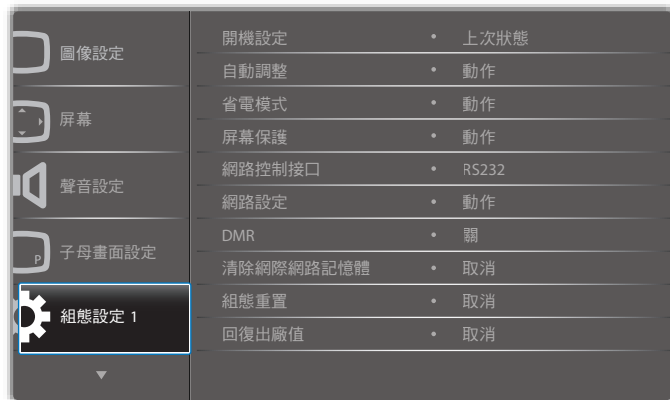 圖像設定
屏幕
聲音設定
P 子母畫面設定
組態設定 1
開機設定 • 上次狀態
自動調整 • 動作
省電模式 • 動作
屏幕保護 • 動作
網路控制接口 • RS232
網路設定 • 動作
DMR • 關
清除網際網路記憶體 • 取消
組態重置 • 取消
回復出廠值 • 取消